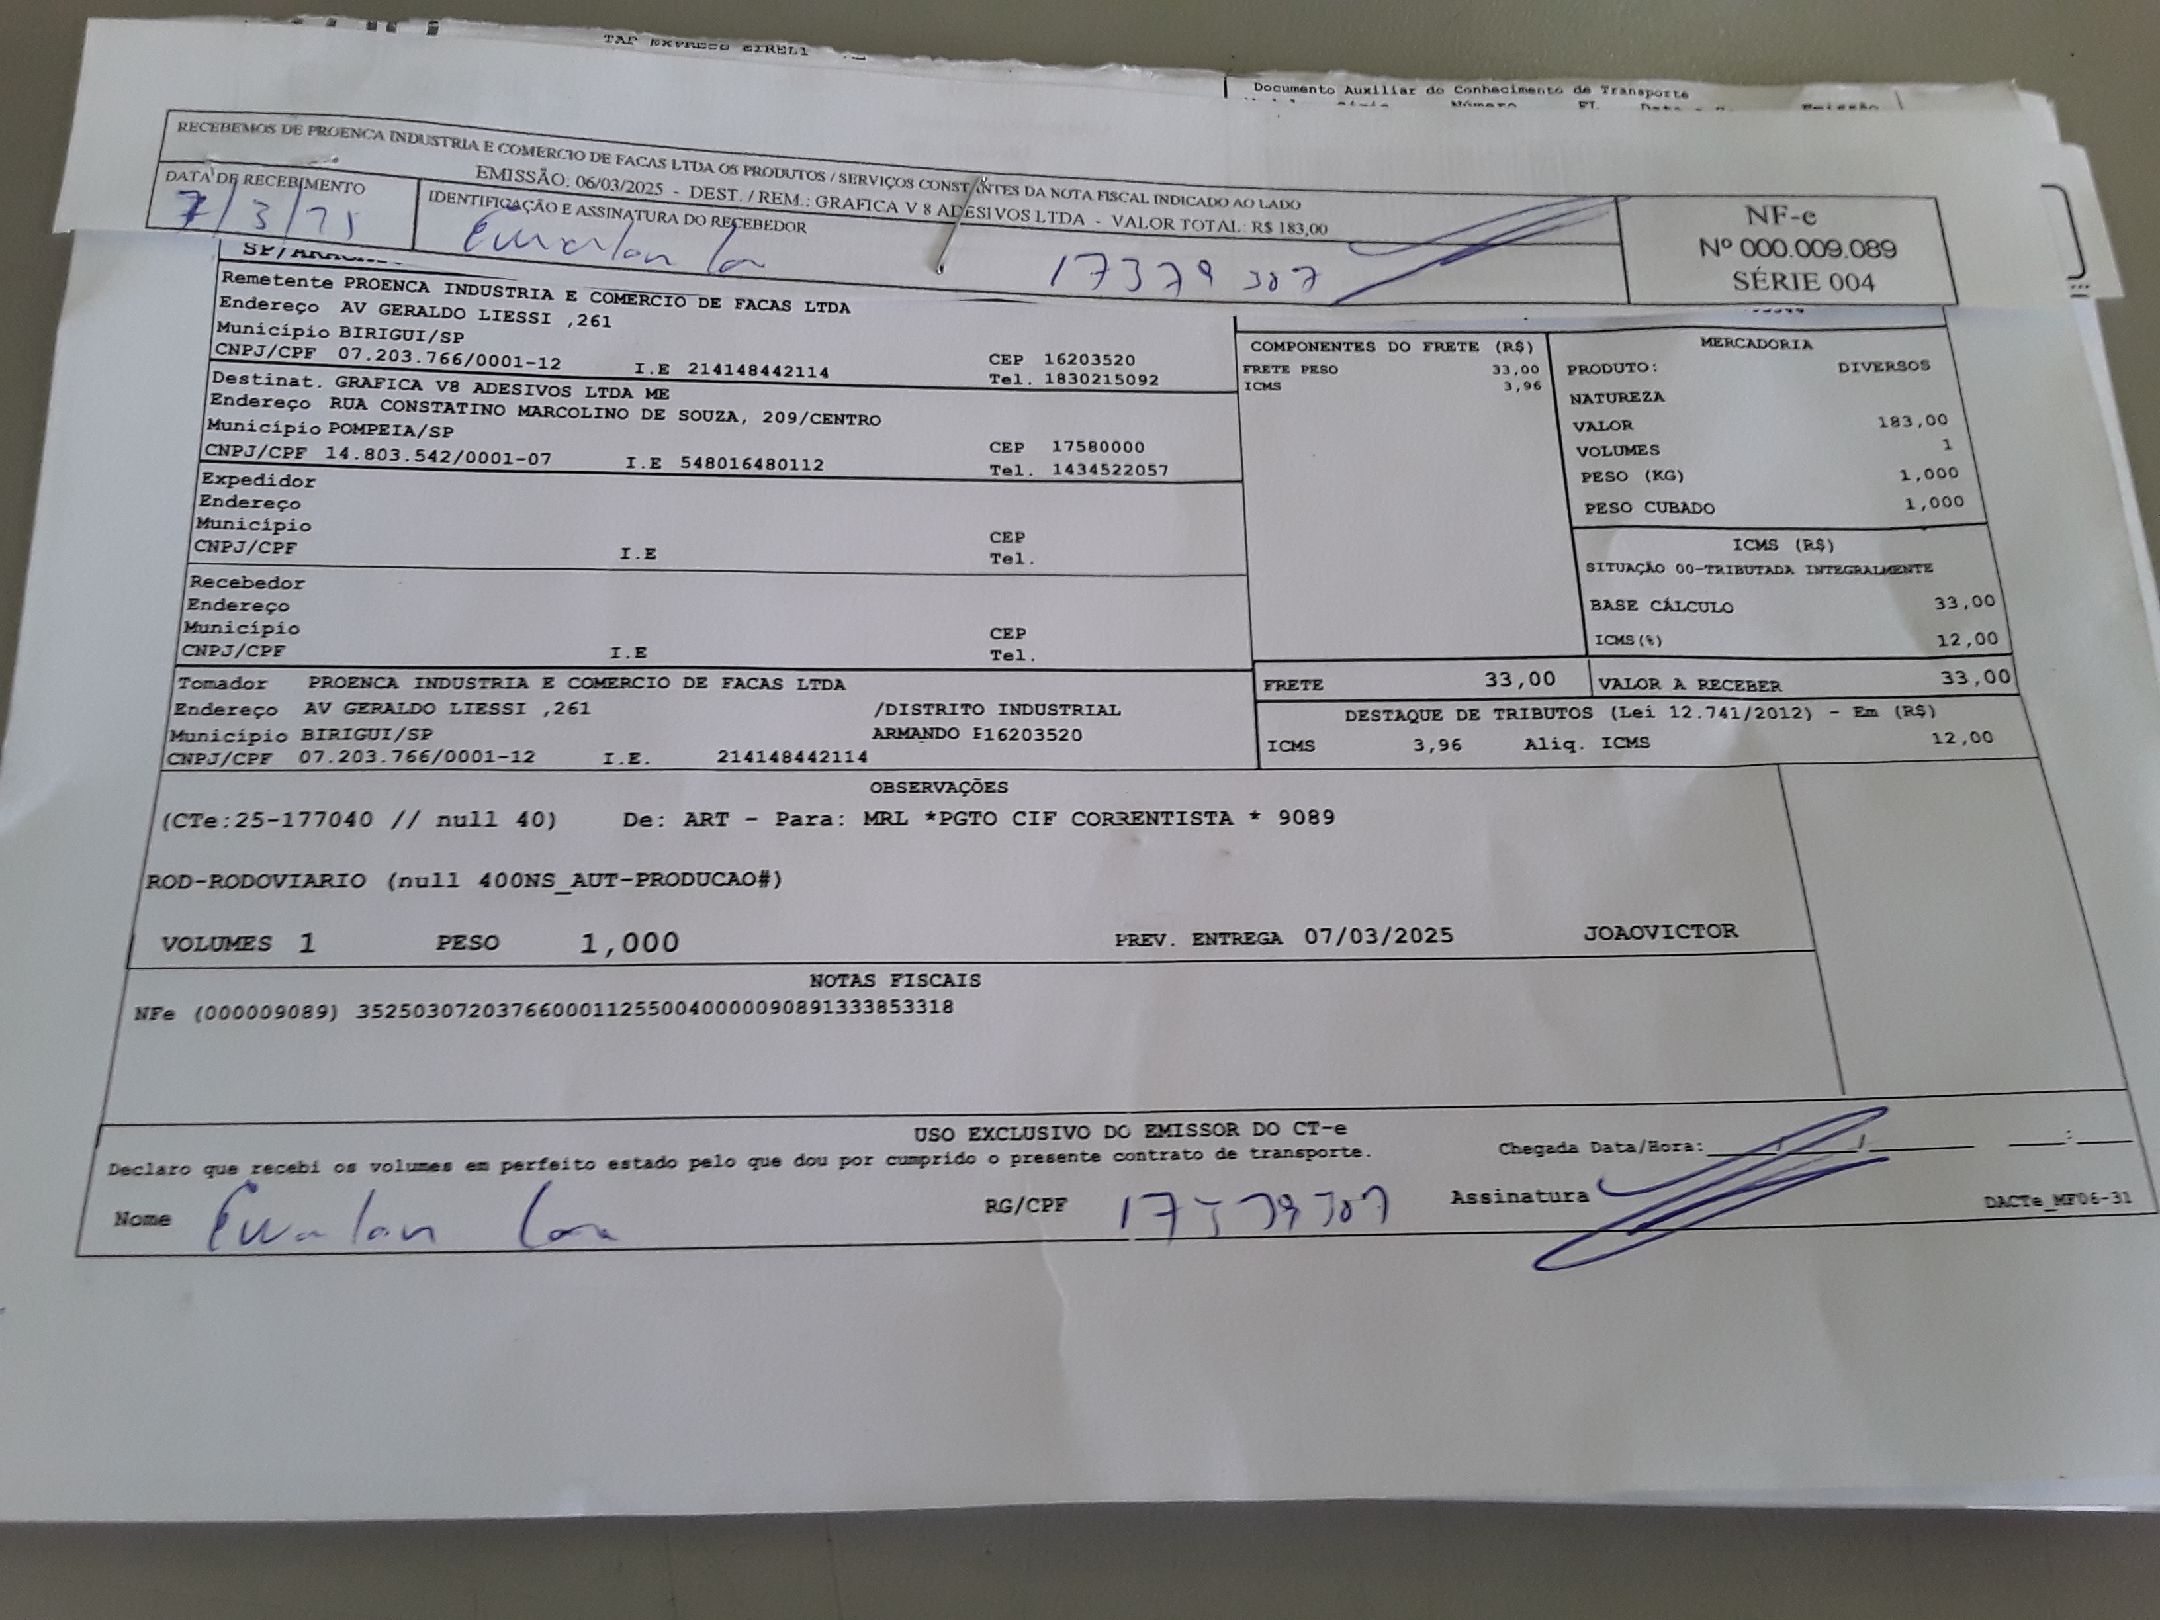 TAF EXPRESO EIRELI
Documento Auxiliar do Conhecimento de Transporte
Número Emissão
RECEBEMOS DE PROENCA INDUSTRIA E COMERCIO DE FACAS LTDA OS PRODUTOS / SERVIÇOS CONSTANTES DA NOTA FISCAL INDICADO AO LADO
EMISSÃO: 06/03/2025 - DEST. / REM.: GRAFICA V 8 ADESIVOS LTDA - VALOR TOTAL: R$ 183,00
DATA DE RECEBIMENTO
7/3/25
IDENTIFICAÇÃO E ASSINATURA DO RECEBEDOR
17379307
NF-e
Nº 000.009.089
SÉRIE 004
Remetente PROENCA INDUSTRIA E COMERCIO DE FACAS LTDA
Endereço AV GERALDO LIESSI ,261
Município BIRIGUI/SP CEP 16203520
CNPJ/CPF 07.203.766/0001-12 I.E 214148442114 Tel. 1830215092
Destinat. GRAFICA V8 ADESIVOS LTDA ME
Endereço RUA CONSTATINO MARCOLINO DE SOUZA, 209/CENTRO
Município POMPEIA/SP CEP 17580000
CNPJ/CPF 14.803.542/0001-07 I.E 548016480112 Tel. 1434522057
Expedidor
Endereço
Município CEP
CNPJ/CPF I.E Tel.
Recebedor
Endereço
Município CEP
CNPJ/CPF I.E Tel.
Tomador PROENCA INDUSTRIA E COMERCIO DE FACAS LTDA
Endereço AV GERALDO LIESSI ,261 /DISTRITO INDUSTRIAL
Município BIRIGUI/SP ARMANDO P16203520
CNPJ/CPF 07.203.766/0001-12 I.E. 214148442114
COMPONENTES DO FRETE (R$)
FRETE PESO 33,00
ICMS 3,96
MERCADORIA
PRODUTO: DIVERSOS
NATUREZA
VALOR 183,00
VOLUMES 1
PESO (KG) 1,000
PESO CUBADO 1,000
ICMS (R$)
SITUAÇÃO 00-TRIBUTADA INTEGRALMENTE
BASE CÁLCULO 33,00
ICMS(%) 12,00
FRETE 33,00 VALOR A RECEBER 33,00
DESTAQUE DE TRIBUTOS (Lei 12.741/2012) - Em (R$)
ICMS 3,96 Aliq. ICMS 12,00
OBSERVAÇÕES
(CTe:25-177040 // null 40) De: ART - Para: MRL *PGTO CIF CORRENTISTA * 9089
ROD-RODOVIARIO (null 400NS_AUT-PRODUCAO#)
VOLUMES 1 PESO 1,000 PREV. ENTREGA 07/03/2025 JOAOVICTOR
NOTAS FISCAIS
NFe (000009089) 35250307203766000112550040000090891333853318
USO EXCLUSIVO DO EMISSOR DO CT-e
Declaro que recebi os volumes em perfeito estado pelo que dou por cumprido o presente contrato de transporte.
Chegada Data/Hora:____/____/____ ___:___
Nome RG/CPF 17379307 Assinatura DACTe_MF06-31